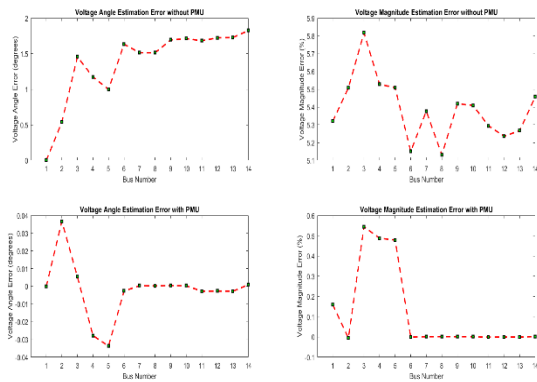 Voltage Angle Estimation Error without PMU
Voltage Angle Error (degrees)
2
1.5
1
0.5
0
1 2 3 4 5 6 7 8 9 10 11 12 13 14
Bus Number
Voltage Magnitude Estimation Error without PMU
Voltage Magnitude Error (%)
5.9
5.8
5.7
5.6
5.5
5.4
5.3
5.2
5.1
1 2 3 4 5 6 7 8 9 10 11 12 13 14
Bus Number
Voltage Angle Estimation Error with PMU
Voltage Angle Error (degrees)
0.04
0.03
0.02
0.01
0
-0.01
-0.02
-0.03
-0.04
1 2 3 4 5 6 7 8 9 10 11 12 13 14
Bus Number
Voltage Magnitude Estimation Error with PMU
Voltage Magnitude Error (%)
0.6
0.5
0.4
0.3
0.2
0.1
0
-0.1
1 2 3 4 5 6 7 8 9 10 11 12 13 14
Bus Number